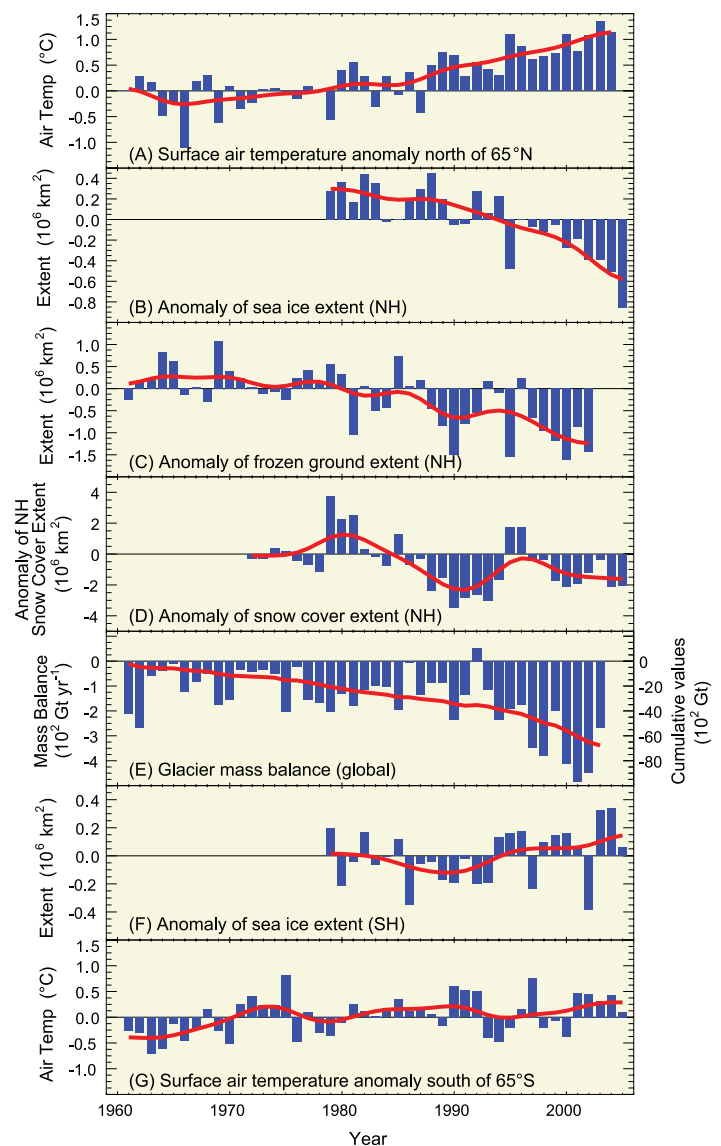 1.5
1.0
0.5
0.0
-0.5
-1.0
Air Temp (°C)
(A) Surface air temperature anomaly north of 65°N
0.4
0.2
0.0
-0.2
-0.4
-0.6
-0.8
Extent (10⁶ km²)
(B) Anomaly of sea ice extent (NH)
1.0
0.5
0.0
-0.5
-1.0
-1.5
Extent (10⁶ km²)
(C) Anomaly of frozen ground extent (NH)
4
2
0
-2
-4
Anomaly of NH
Snow Cover Extent
(10⁶ km²)
(D) Anomaly of snow cover extent (NH)
0
-1
-2
-3
-4
Mass Balance
(10² Gt yr⁻¹)
0
-20
-40
-60
-80
Cumulative values
(10² Gt)
(E) Glacier mass balance (global)
0.4
0.2
0.0
-0.2
-0.4
Extent (10⁶ km²)
(F) Anomaly of sea ice extent (SH)
1.5
1.0
0.5
0.0
-0.5
-1.0
Air Temp (°C)
(G) Surface air temperature anomaly south of 65°S
1960 1970 1980 1990 2000
Year